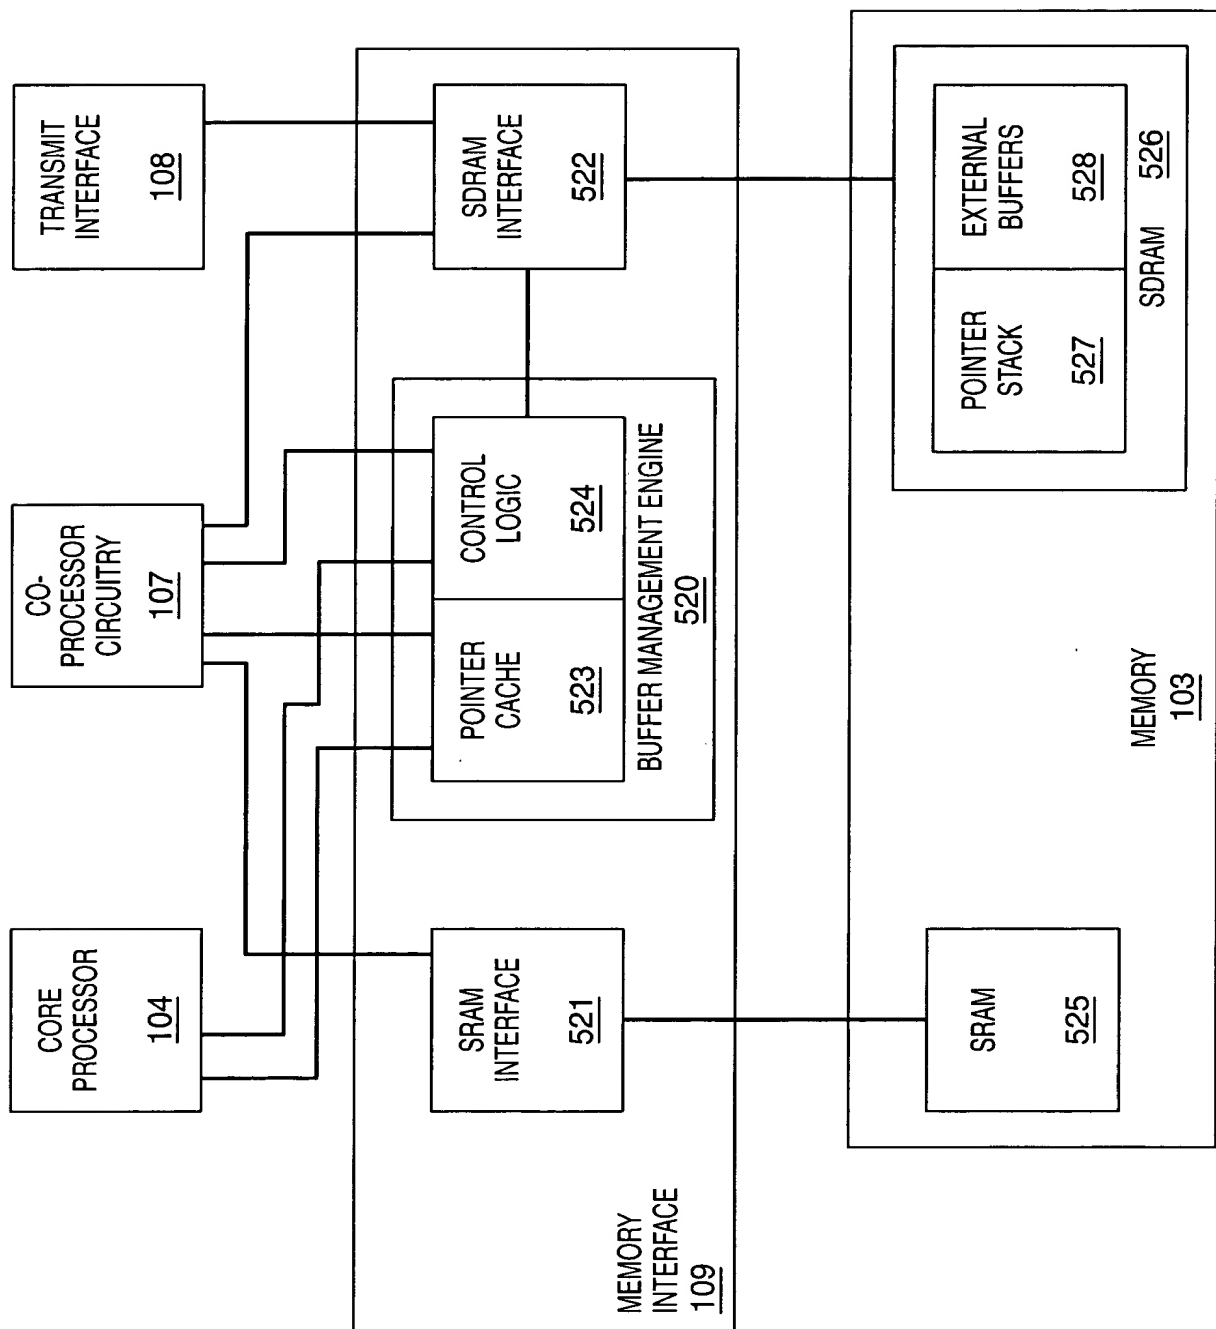 CORE
PROCESSOR
104
CO-
PROCESSOR
CIRCUITRY
107
TRANSMIT
INTERFACE
108
MEMORY
INTERFACE
109
SRAM
INTERFACE
521
POINTER
CACHE
523
CONTROL
LOGIC
524
BUFFER MANAGEMENT ENGINE
520
SDRAM
INTERFACE
522
SRAM
525
MEMORY
103
POINTER
STACK
527
EXTERNAL
BUFFERS
528
SDRAM 526